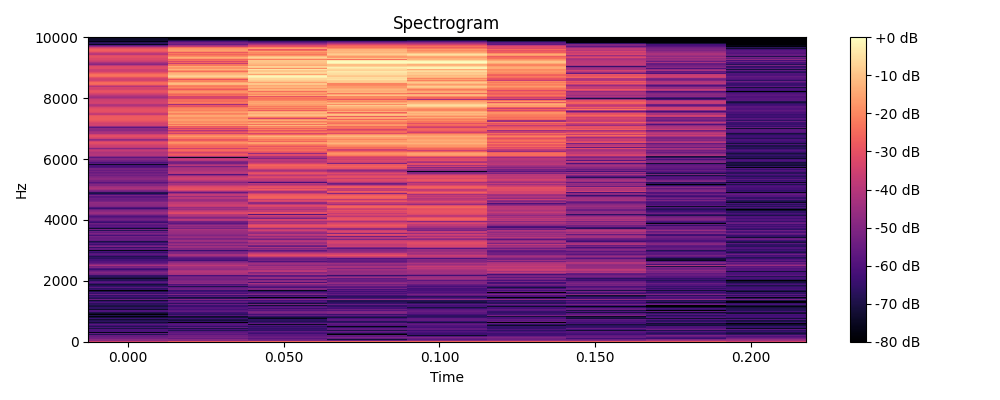 Spectrogram
10000
8000
6000
4000
2000
0
Hz
0.000 0.050 0.100 0.150 0.200
Time
+0 dB
-10 dB
-20 dB
-30 dB
-40 dB
-50 dB
-60 dB
-70 dB
-80 dB